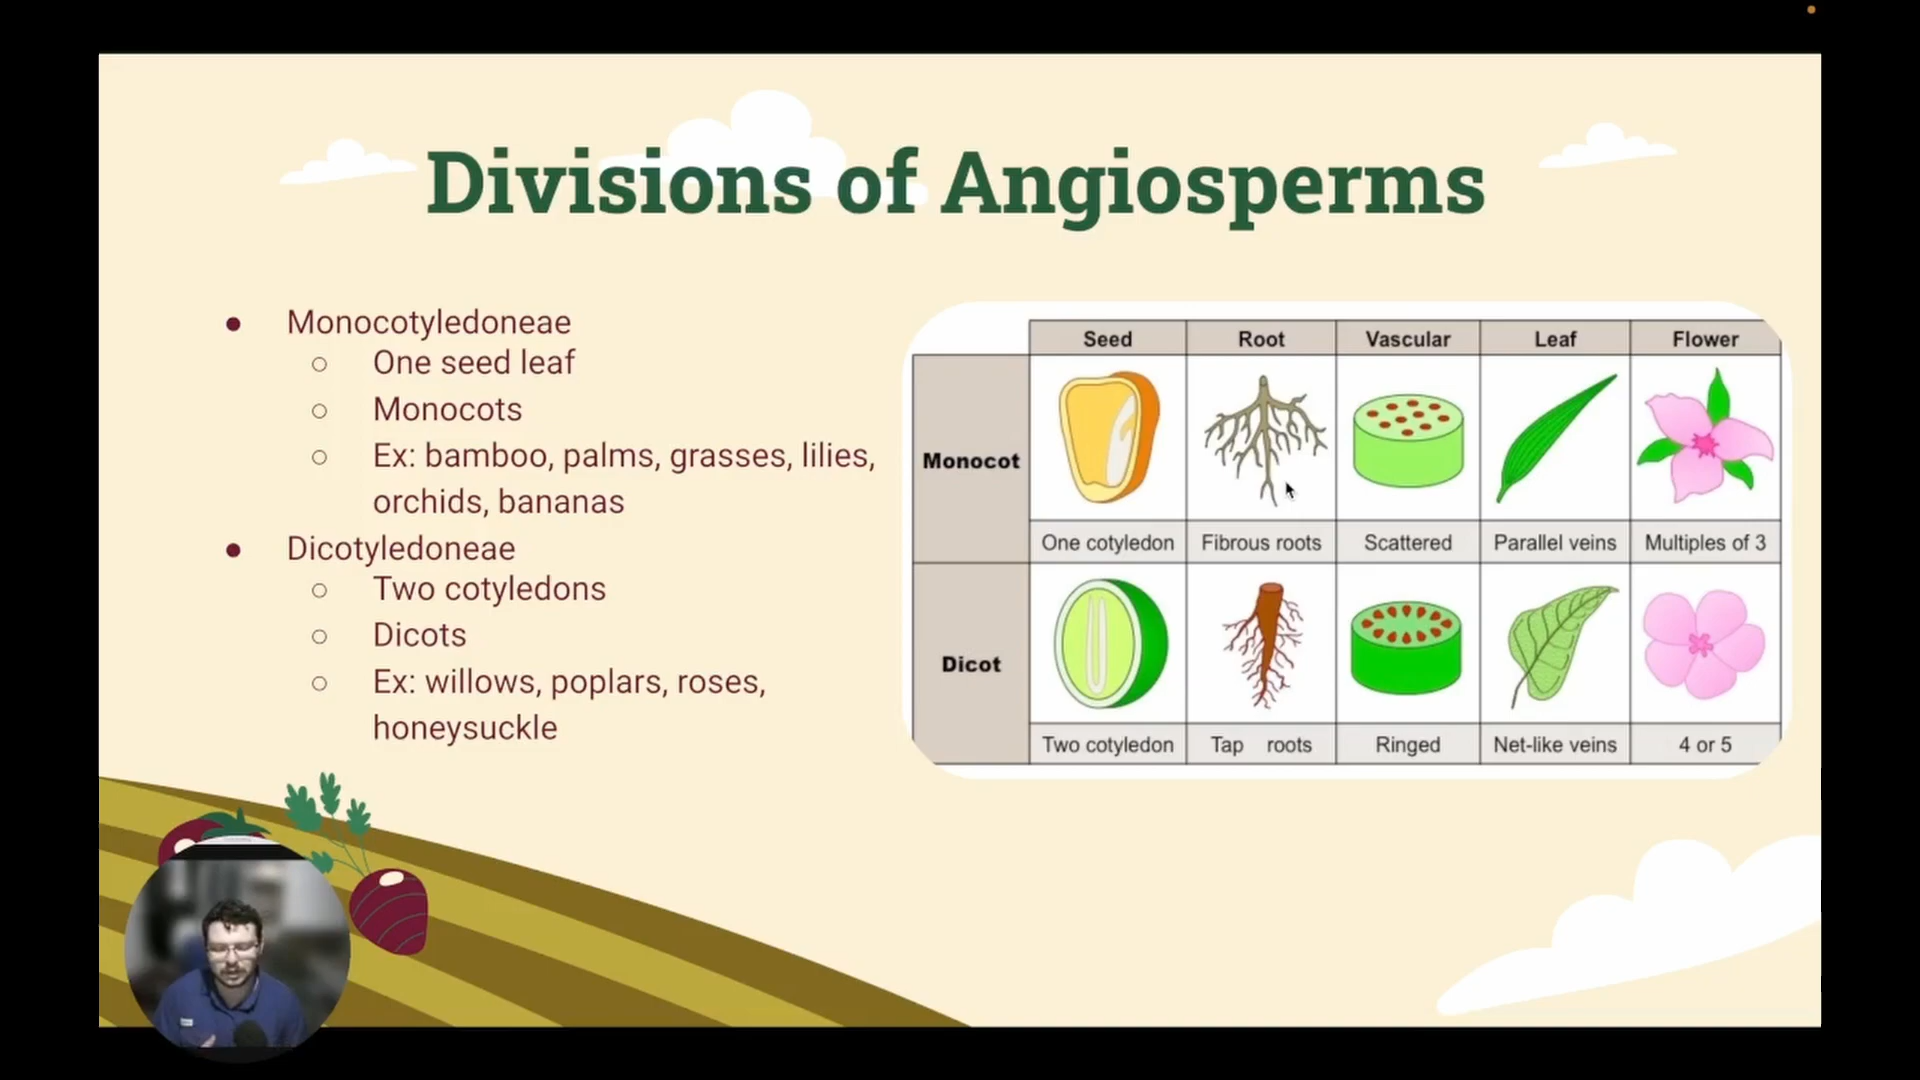 Divisions of Angiosperms
● Monocotyledoneae
○ One seed leaf
○ Monocots
○ Ex: bamboo, palms, grasses, lilies,
orchids, bananas
● Dicotyledoneae
○ Two cotyledons
○ Dicots
○ Ex: willows, poplars, roses,
honeysuckle
Seed Root Vascular Leaf Flower
Monocot
One cotyledon Fibrous roots Scattered Parallel veins Multiples of 3
Dicot
Two cotyledon Tap roots Ringed Net-like veins 4 or 5